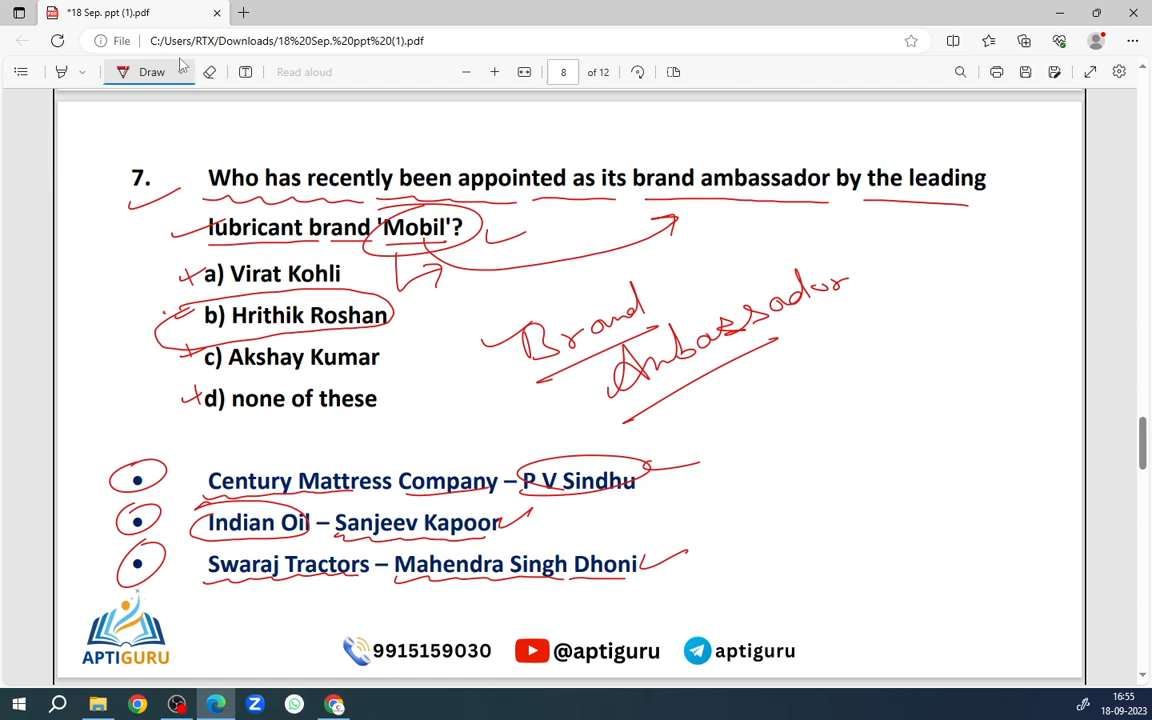 *18 Sep. ppt (1).pdf
File C:/Users/RTX/Downloads/18%20Sep.%20ppt%20(1).pdf
Draw Read aloud 8 of 12
7. Who has recently been appointed as its brand ambassador by the leading
lubricant brand 'Mobil'?
a) Virat Kohli
b) Hrithik Roshan
c) Akshay Kumar
d) none of these
Brand
Ambassador
• Century Mattress Company – P V Sindhu
• Indian Oil – Sanjeev Kapoor
• Swaraj Tractors – Mahendra Singh Dhoni
APTIGURU
9915159030 @aptiguru aptiguru
16:55
18-09-2023